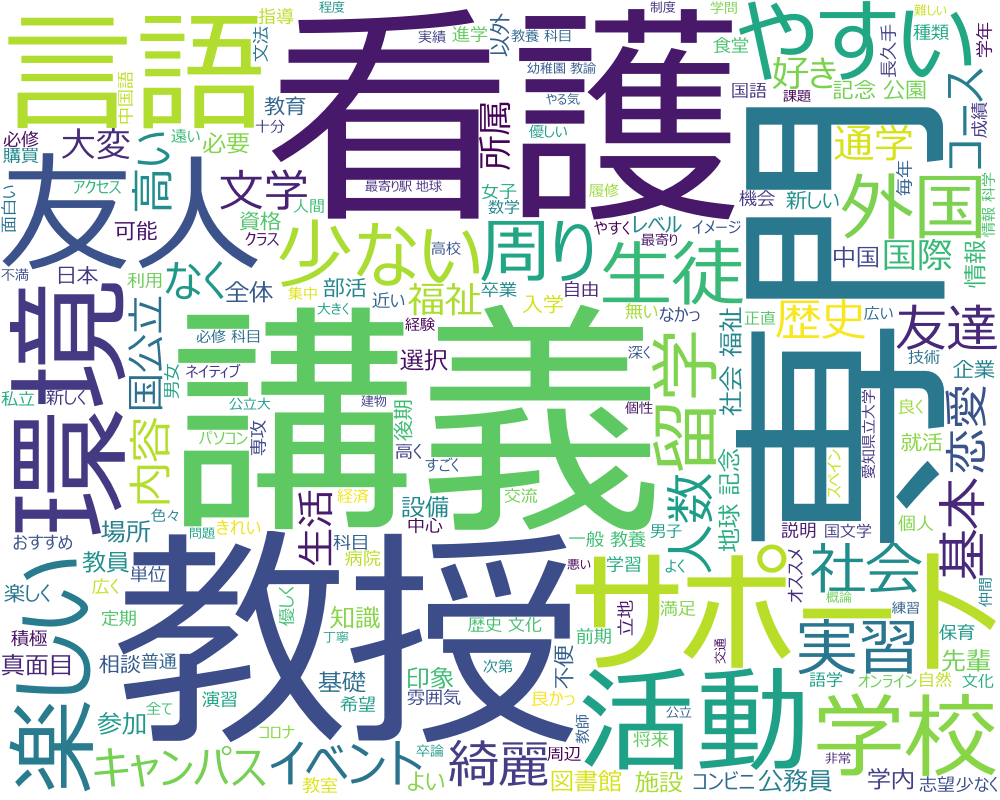 言語
看護
やすい
専門
友人
講義
教授
環境
楽しい
サポート
活動
学校
少ない
周り
生徒
外国
留学
友達
社会
実習
基本
恋愛
人数
歴史
国際
通学
コース
好き
文学
大変
高い
なく
福祉
内容
国公立
生活
イベント
キャンパス
綺麗
所属
以外
教育
指導
程度
文法
中国語
進学
実績
教養 科目
制度
学問
難しい
種類
食堂
長久手
学年
幼稚園 教諭
やる気
国語
課題
記念 公園
成績
必修
購買
遠い
必要
十分
優しい
面白い
アクセス
資格
人間
最寄り駅 地球
女子
数学
履修
やすく
レベル
最寄り
イメージ
機会
新しい
毎年
情報
情報 科学
可能
クラス
高校
不満
日本
利用
全体
集中
大きく
部活
近い
卒業
入学
自由
無い
なかっ
中国
正直
広い
技術
企業
必修 科目
男女
ネイティブ
経験
選択
深く
社会 福祉
私立
新しく
公立大
建物
個性
愛知県立大学
良く
就活
パソコン
専攻
後期
高く
すごく
地球 記念
スペイン
個人
色々
経済
交流
設備
中心
場所
きれい
問題
科目
一般 教養
男子
説明
国文学
おすすめ
教員
単位
病院
悪い
学習
よく
オススメ
概論
仲間
楽しく
広く
定期
優しく
丁寧
知識
歴史 文化
前期
立地
満足
練習
保育
積極
真面目
相談
普通
演習
基礎
希望
印象
雰囲気
次第
良かっ
不便
交通
語学
オンライン
自然
文化
先輩
参加
全て
コロナ
卒論
教師
公立
将来
非常
教室
よい
周辺
図書館
施設
コンビニ
公務員
学内
志望
少なく